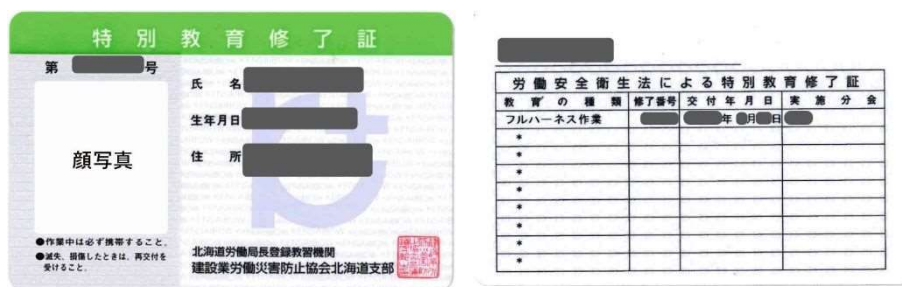 特別教育修了証
第 号
氏名
生年月日
住所
顔写真
●作業中は必ず携帯すること。
●滅失、損傷したときは、再交付を
受けること。
北海道労働局長登録教習機関
建設業労働災害防止協会北海道支部
労働安全衛生法による特別教育修了証
教育の種類 修了番号 交付年月日 実施分会
フルハーネス作業 年 月 日
*
*
*
*
*
*
*
*